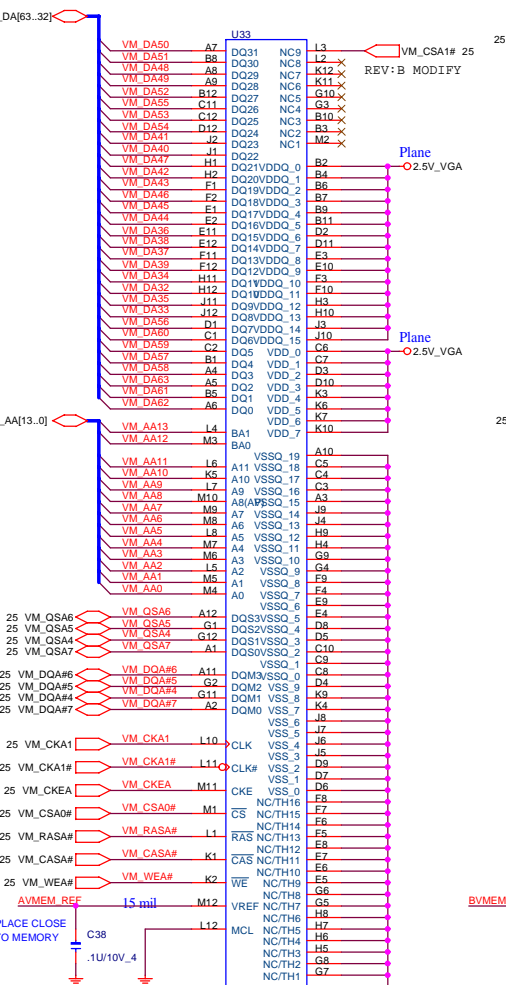 _DA[63..32]
U33
25
VM_DA50 A7 DQ31 NC9 L3 VM_CSA1# 25
VM_DA51 B8 DQ30 NC8 L2
VM_DA48 A8 DQ29 NC7 K12 REV:B MODIFY
VM_DA49 A9 DQ28 NC6 K11
VM_DA52 B12 DQ27 NC5 G10
VM_DA55 C11 DQ26 NC4 G3
VM_DA53 C12 DQ25 NC3 B10
VM_DA54 D12 DQ24 NC2 B3
VM_DA41 J2 DQ23 NC1 M2
VM_DA40 J1 DQ22
Plane
VM_DA47 H1 DQ21 VDDQ_0 B2 2.5V_VGA
VM_DA42 H2 DQ20 VDDQ_1 B4
VM_DA43 F1 DQ19 VDDQ_2 B6
VM_DA46 F2 DQ18 VDDQ_3 B7
VM_DA45 E1 DQ17 VDDQ_4 B9
VM_DA44 E2 DQ16 VDDQ_5 B11
VM_DA36 E11 DQ15 VDDQ_6 D2
VM_DA38 E12 DQ14 VDDQ_7 D11
VM_DA37 F11 DQ13 VDDQ_8 E3
VM_DA39 F12 DQ12 VDDQ_9 E10
VM_DA34 H11 DQ11 VDDQ_10 F3
VM_DA32 H12 DQ10 VDDQ_11 F10
VM_DA35 J11 DQ9 VDDQ_12 H3
VM_DA33 J12 DQ8 VDDQ_13 H10
VM_DA56 D1 DQ7 VDDQ_14 J3
VM_DA60 C1 DQ6 VDDQ_15 J10
Plane
VM_DA59 C2 DQ5 VDD_0 C6 2.5V_VGA
VM_DA57 B1 DQ4 VDD_1 C7
VM_DA58 A4 DQ3 VDD_2 D3
VM_DA63 A5 DQ2 VDD_3 D10
VM_DA61 B5 DQ1 VDD_4 K3
VM_DA62 A6 DQ0 VDD_5 K6
VDD_6 K7
_AA[13..0]
25
VM_AA13 L4 BA1 VDD_7 K10
VM_AA12 M3 BA0
VSSQ_19 A10
VM_AA11 L6 A11 VSSQ_18 C5
VM_AA10 K5 A10 VSSQ_17 C4
VM_AA9 L7 A9 VSSQ_16 C3
VM_AA8 M10 A8(AP) VSSQ_15 A3
VM_AA7 M9 A7 VSSQ_14 J9
VM_AA6 M8 A6 VSSQ_13 J4
VM_AA5 L8 A5 VSSQ_12 H9
VM_AA4 M7 A4 VSSQ_11 H4
VM_AA3 M6 A3 VSSQ_10 G9
VM_AA2 L5 A2 VSSQ_9 G4
VM_AA1 M5 A1 VSSQ_8 F9
VM_AA0 M4 A0 VSSQ_7 F4
VSSQ_6 E9
25 VM_QSA6 VM_QSA6 A12 DQS3 VSSQ_5 E4
25 VM_QSA5 VM_QSA5 G1 DQS2 VSSQ_4 D8
25 VM_QSA4 VM_QSA4 G12 DQS1 VSSQ_3 D5
25 VM_QSA7 VM_QSA7 A1 DQS0 VSSQ_2 C10
VSSQ_1 C9
25 VM_DQA#6 VM_DQA#6 A11 DQM3 VSSQ_0 C8
25 VM_DQA#5 VM_DQA#5 G2 DQM2 VSS_9 D4
25 VM_DQA#4 VM_DQA#4 G11 DQM1 VSS_8 K9
25 VM_DQA#7 VM_DQA#7 A2 DQM0 VSS_7 K4
VSS_6 J8
VSS_5 J7
25 VM_CKA1 VM_CKA1 L10 CLK VSS_4 J6
VSS_3 J5
25 VM_CKA1# VM_CKA1# L11 CLK# VSS_2 D9
VSS_1 D7
25 VM_CKEA VM_CKEA M11 CKE VSS_0 D6
NC/TH16 F8
25 VM_CSA0# VM_CSA0# M1 CS NC/TH15 F7
NC/TH14 F6
25 VM_RASA# VM_RASA# L1 RAS NC/TH13 F5
NC/TH12 E8
25 VM_CASA# VM_CASA# K1 CAS NC/TH11 E7
NC/TH10 E6
25 VM_WEA# VM_WEA# K2 WE NC/TH9 E5
NC/TH8 G6
AVMEM_REF 15 mil M12 VREF NC/TH7 G5 BVMEM
NC/TH6 H8
PLACE CLOSE
TO MEMORY
C38
.1U/10V_4
L12 MCL NC/TH5 H7
NC/TH4 H6
NC/TH3 H5
NC/TH2 G8
NC/TH1 G7